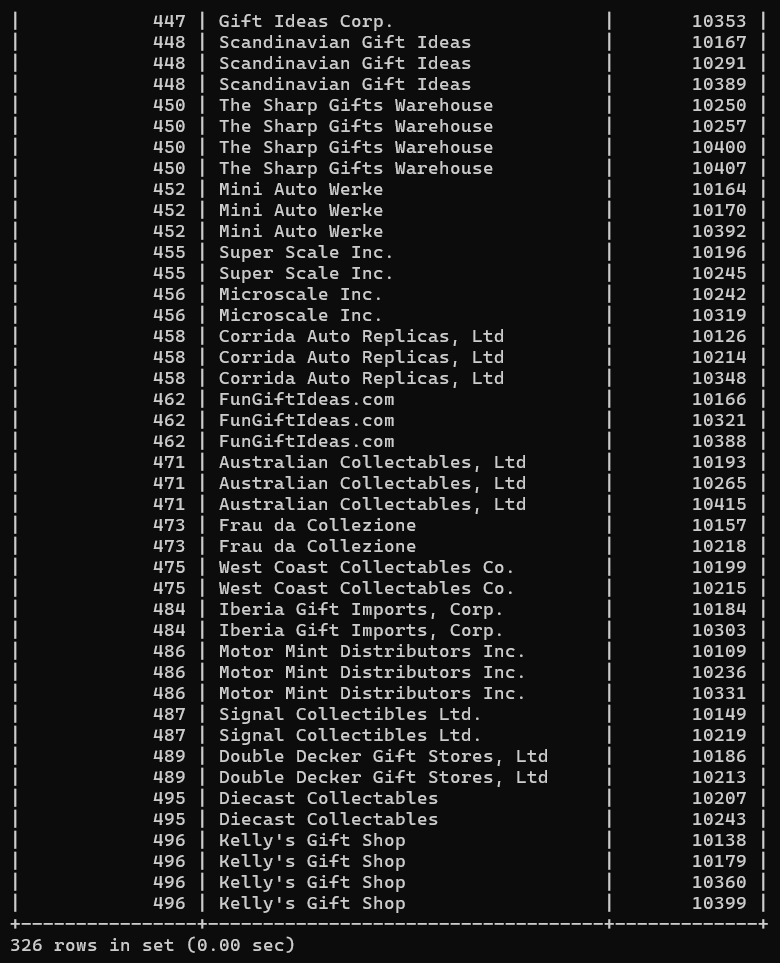 |             447 | Gift Ideas Corp.                   |       10353 |
|             448 | Scandinavian Gift Ideas            |       10167 |
|             448 | Scandinavian Gift Ideas            |       10291 |
|             448 | Scandinavian Gift Ideas            |       10389 |
|             450 | The Sharp Gifts Warehouse          |       10250 |
|             450 | The Sharp Gifts Warehouse          |       10257 |
|             450 | The Sharp Gifts Warehouse          |       10400 |
|             450 | The Sharp Gifts Warehouse          |       10407 |
|             452 | Mini Auto Werke                    |       10164 |
|             452 | Mini Auto Werke                    |       10170 |
|             452 | Mini Auto Werke                    |       10392 |
|             455 | Super Scale Inc.                   |       10196 |
|             455 | Super Scale Inc.                   |       10245 |
|             456 | Microscale Inc.                    |       10242 |
|             456 | Microscale Inc.                    |       10319 |
|             458 | Corrida Auto Replicas, Ltd         |       10126 |
|             458 | Corrida Auto Replicas, Ltd         |       10214 |
|             458 | Corrida Auto Replicas, Ltd         |       10348 |
|             462 | FunGiftIdeas.com                   |       10166 |
|             462 | FunGiftIdeas.com                   |       10321 |
|             462 | FunGiftIdeas.com                   |       10388 |
|             471 | Australian Collectables, Ltd       |       10193 |
|             471 | Australian Collectables, Ltd       |       10265 |
|             471 | Australian Collectables, Ltd       |       10415 |
|             473 | Frau da Collezione                 |       10157 |
|             473 | Frau da Collezione                 |       10218 |
|             475 | West Coast Collectables Co.        |       10199 |
|             475 | West Coast Collectables Co.        |       10215 |
|             484 | Iberia Gift Imports, Corp.         |       10184 |
|             484 | Iberia Gift Imports, Corp.         |       10303 |
|             486 | Motor Mint Distributors Inc.       |       10109 |
|             486 | Motor Mint Distributors Inc.       |       10236 |
|             486 | Motor Mint Distributors Inc.       |       10331 |
|             487 | Signal Collectibles Ltd.           |       10149 |
|             487 | Signal Collectibles Ltd.           |       10219 |
|             489 | Double Decker Gift Stores, Ltd     |       10186 |
|             489 | Double Decker Gift Stores, Ltd     |       10213 |
|             495 | Diecast Collectables               |       10207 |
|             495 | Diecast Collectables               |       10243 |
|             496 | Kelly's Gift Shop                  |       10138 |
|             496 | Kelly's Gift Shop                  |       10179 |
|             496 | Kelly's Gift Shop                  |       10360 |
|             496 | Kelly's Gift Shop                  |       10399 |
+----------------+------------------------------------+-------------+
326 rows in set (0.00 sec)